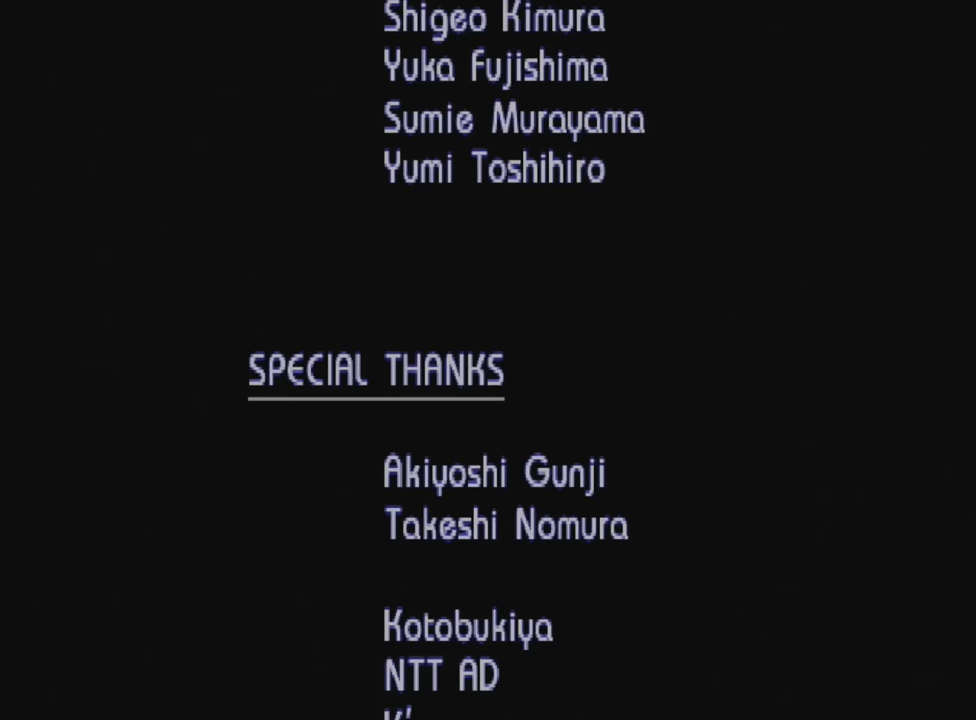 Shigeo Kimura
Yuka Fujishima
Sumie Murayama
Yumi Toshihiro
SPECIAL THANKS
Akiyoshi Gunji
Takeshi Nomura
Kotobukiya
NTT AD
K'